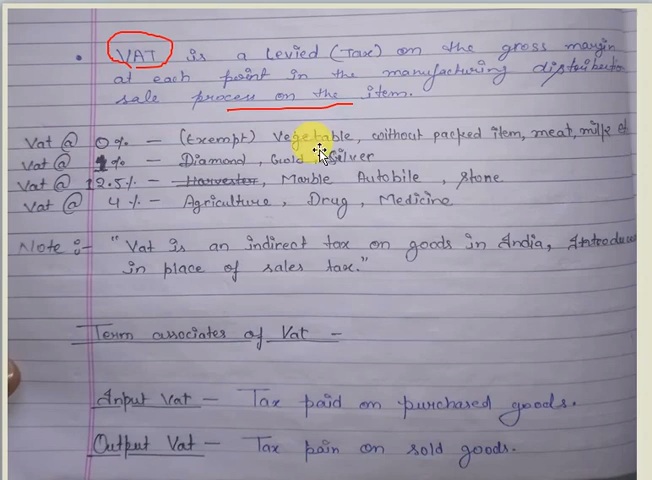 • VAT is a Levied (Tax) on the gross margin
at each point in the manufacturing distribution
sale process on the item.
Vat @ 0% - (Exempt) Vegetable, without packed item, meat, milk
Vat @ 1% - Diamond, Gold Silver
Vat @ 12.5% - Harvester, Marble Autobile, Stone
Vat @ 4% - Agriculture, Drug, Medicine
Note :- "Vat is an indirect tax on goods in India,
in place of sales tax."
Term associates of Vat -
Input Vat - Tax paid on purchased goods.
Output Vat - Tax pain on sold goods.